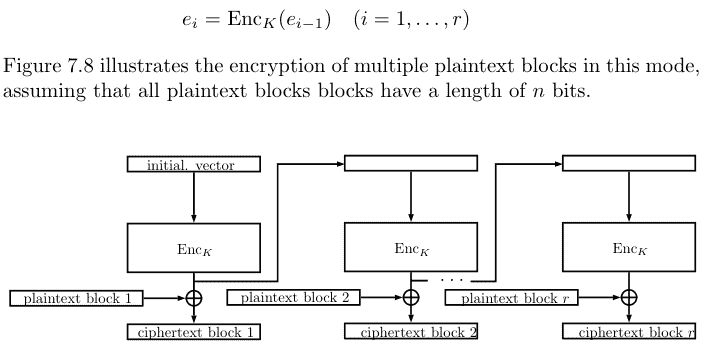 e_i = Enc_K(e_{i−1}) (i = 1, . . . , r)
Figure 7.8 illustrates the encryption of multiple plaintext blocks in this mode,
assuming that all plaintext blocks blocks have a length of n bits.
initial. vector
Enc_K Enc_K Enc_K
. . .
plaintext block 1 plaintext block 2 plaintext block r
ciphertext block 1 ciphertext block 2 ciphertext block r